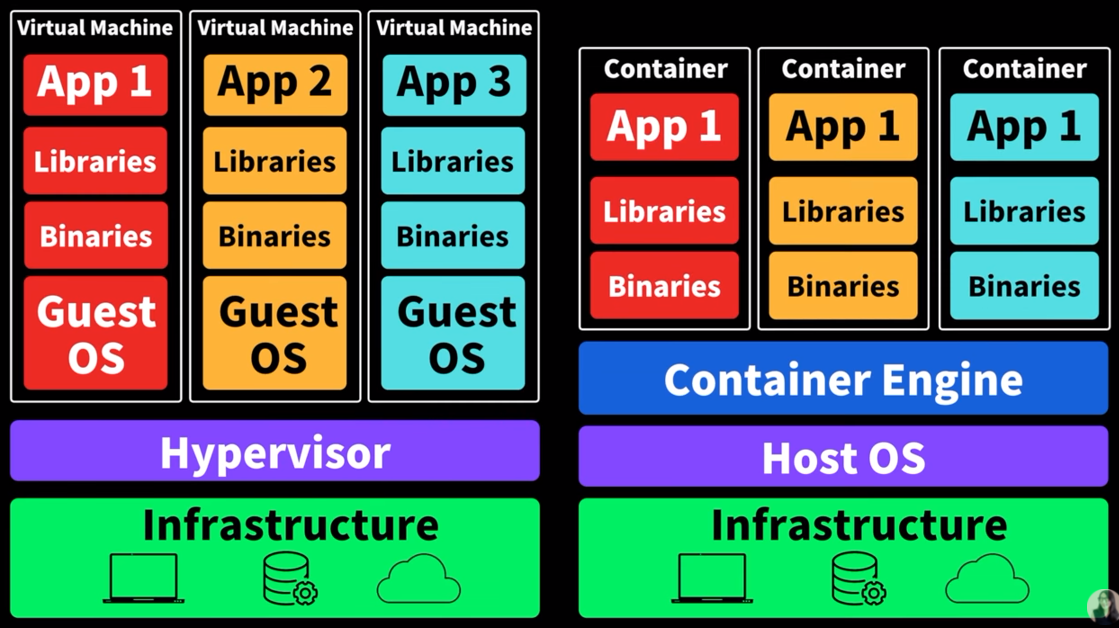 Virtual Machine
App 1
Libraries
Binaries
Guest
OS
Virtual Machine
App 2
Libraries
Binaries
Guest
OS
Virtual Machine
App 3
Libraries
Binaries
Guest
OS
Hypervisor
Infrastructure
Container
App 1
Libraries
Binaries
Container
App 1
Libraries
Binaries
Container
App 1
Libraries
Binaries
Container Engine
Host OS
Infrastructure